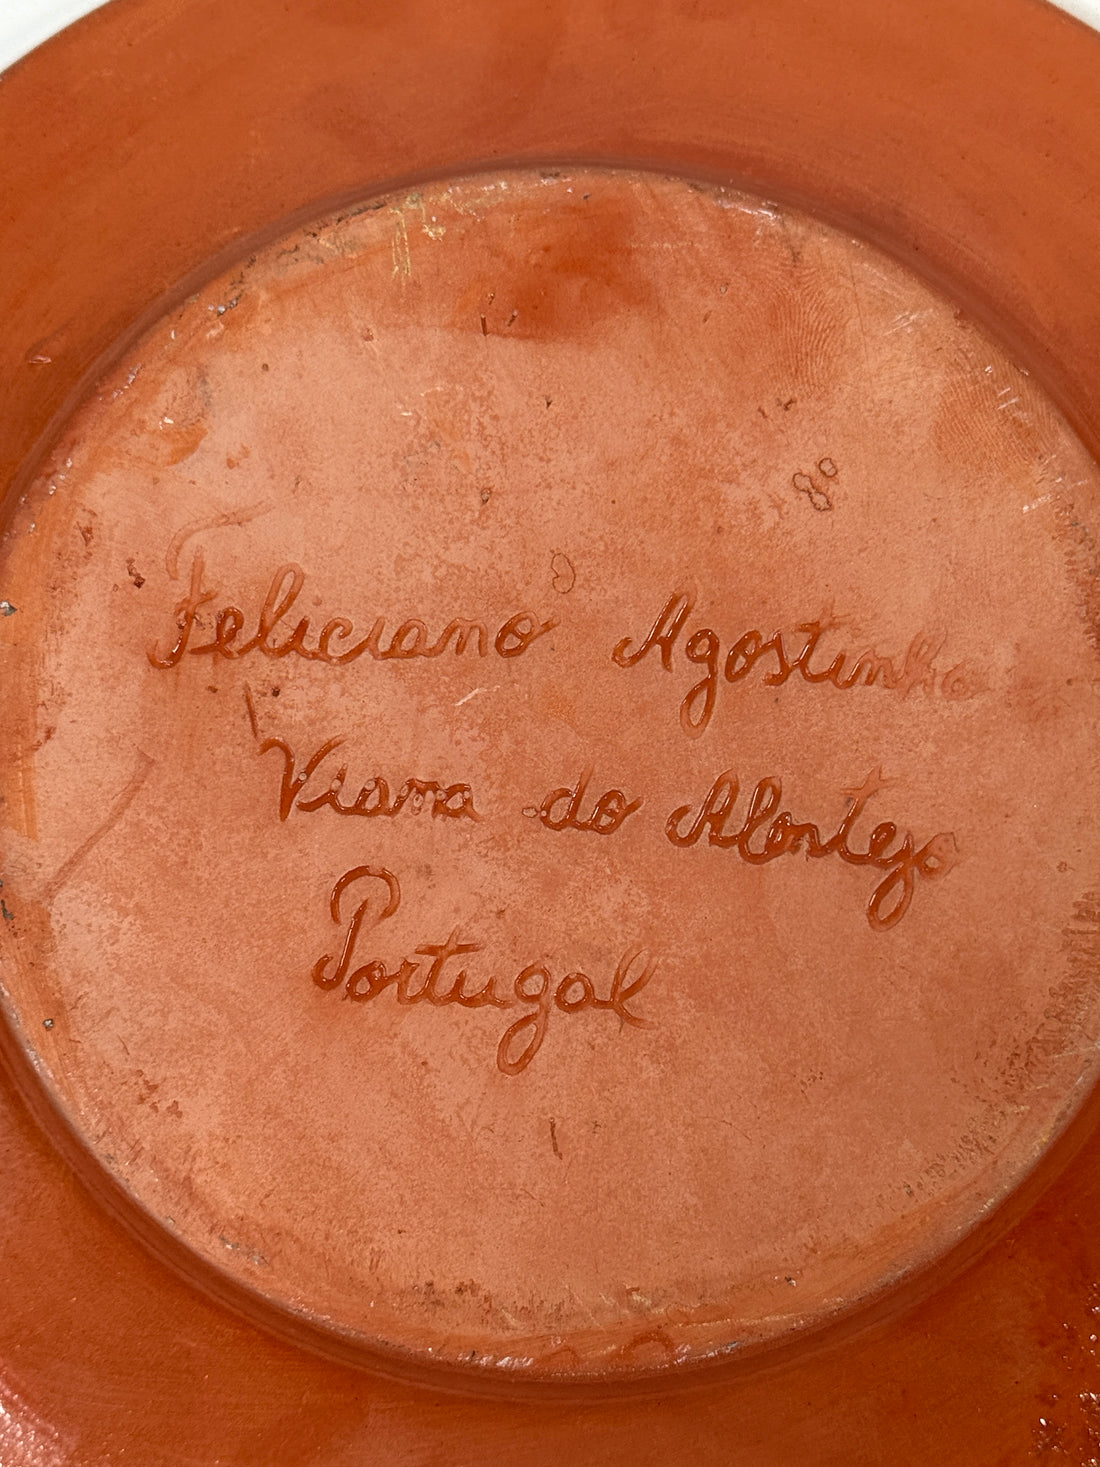 Feliciano Agostinho
Viana do Alentejo
Portugal